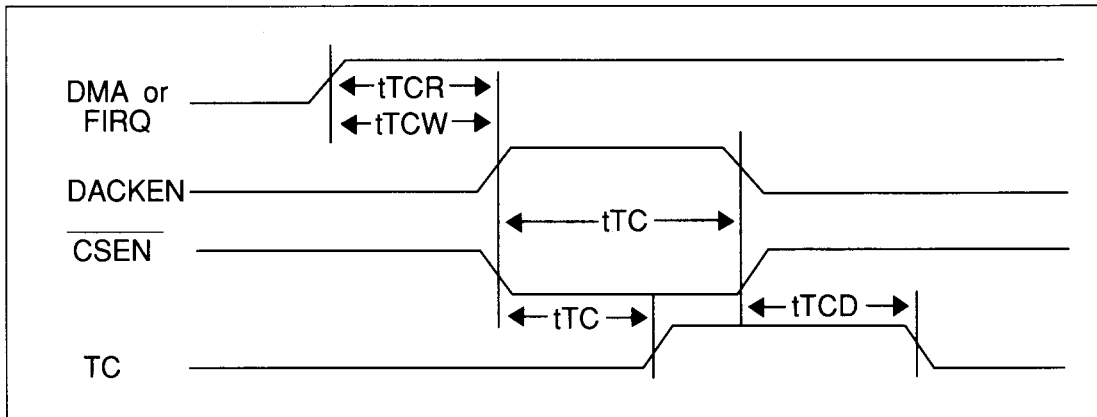 DMA or
FIRQ
tTCR
tTCW
DACKEN
tTC
CSEN
tTC
tTCD
TC